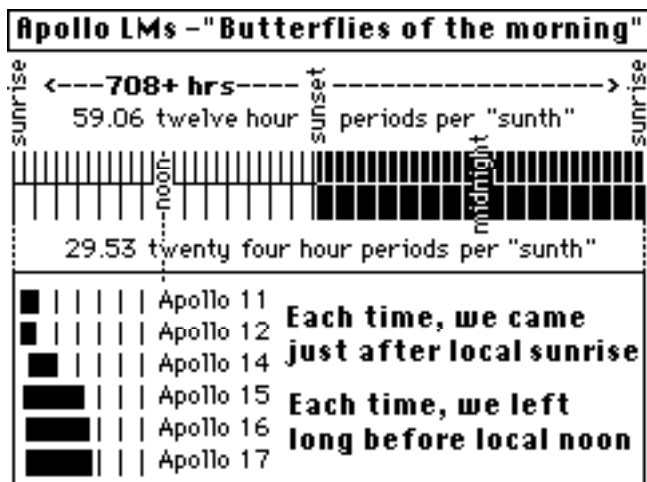 Apollo LMs -"Butterflies of the morning"
sunrise
<---708+ hrs---- sunset ---------------->
sunrise
59.06 twelve hour periods per "sunth"
noon
midnight
29.53 twenty four hour periods per "sunth"
Apollo 11
Apollo 12
Apollo 14
Apollo 15
Apollo 16
Apollo 17
Each time, we came
just after local sunrise
Each time, we left
long before local noon